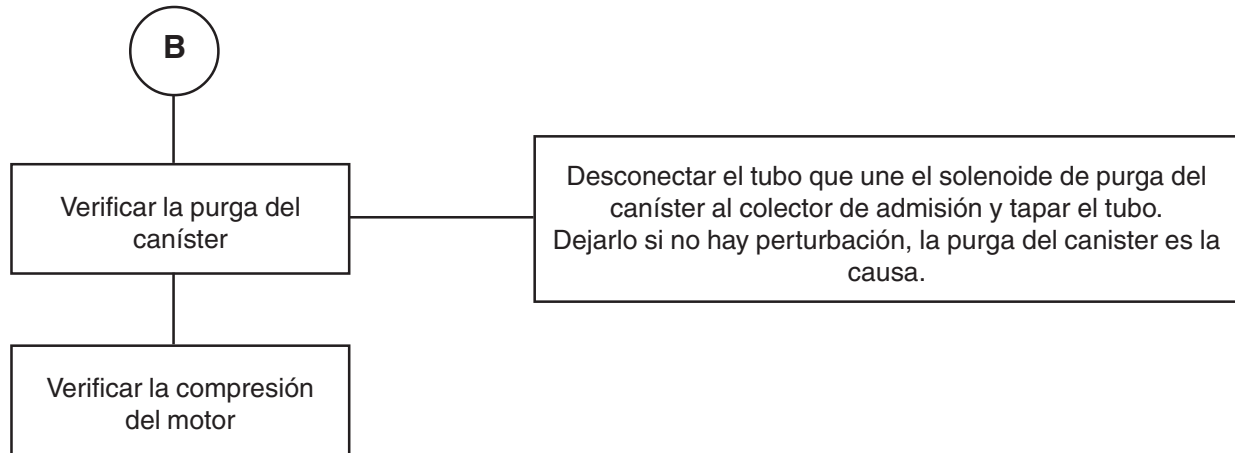 B
Verificar la purga del
caníster
Desconectar el tubo que une el solenoide de purga del
caníster al colector de admisión y tapar el tubo.
Dejarlo si no hay perturbación, la purga del canister es la
causa.
Verificar la compresión
del motor